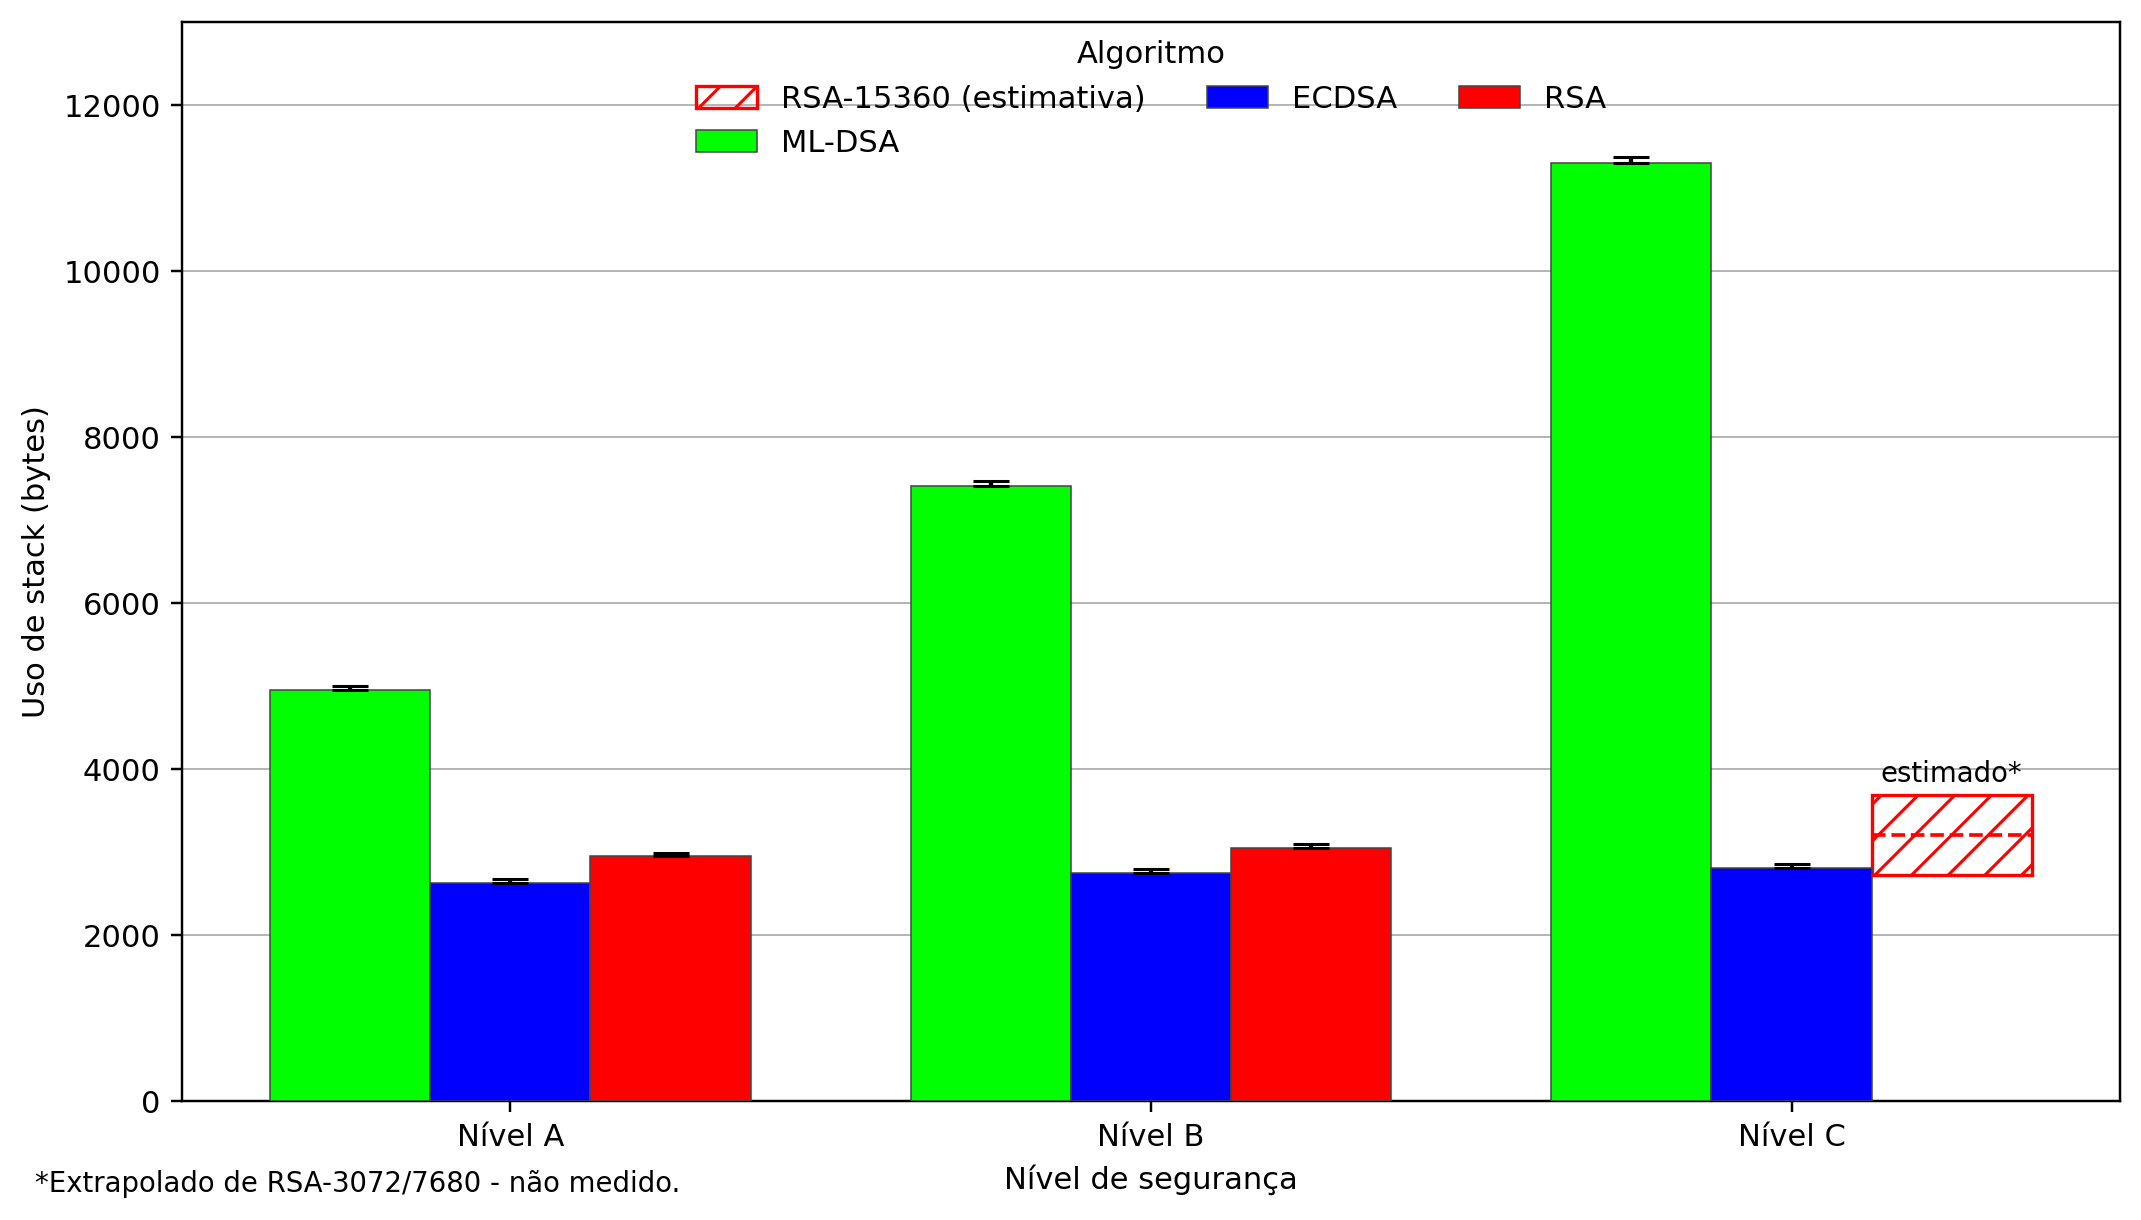 Algoritmo
RSA-15360 (estimativa)
ECDSA
RSA
ML-DSA
12000
10000
8000
6000
4000
2000
0
Uso de stack (bytes)
estimado*
Nível A
Nível B
Nível C
Nível de segurança
*Extrapolado de RSA-3072/7680 - não medido.